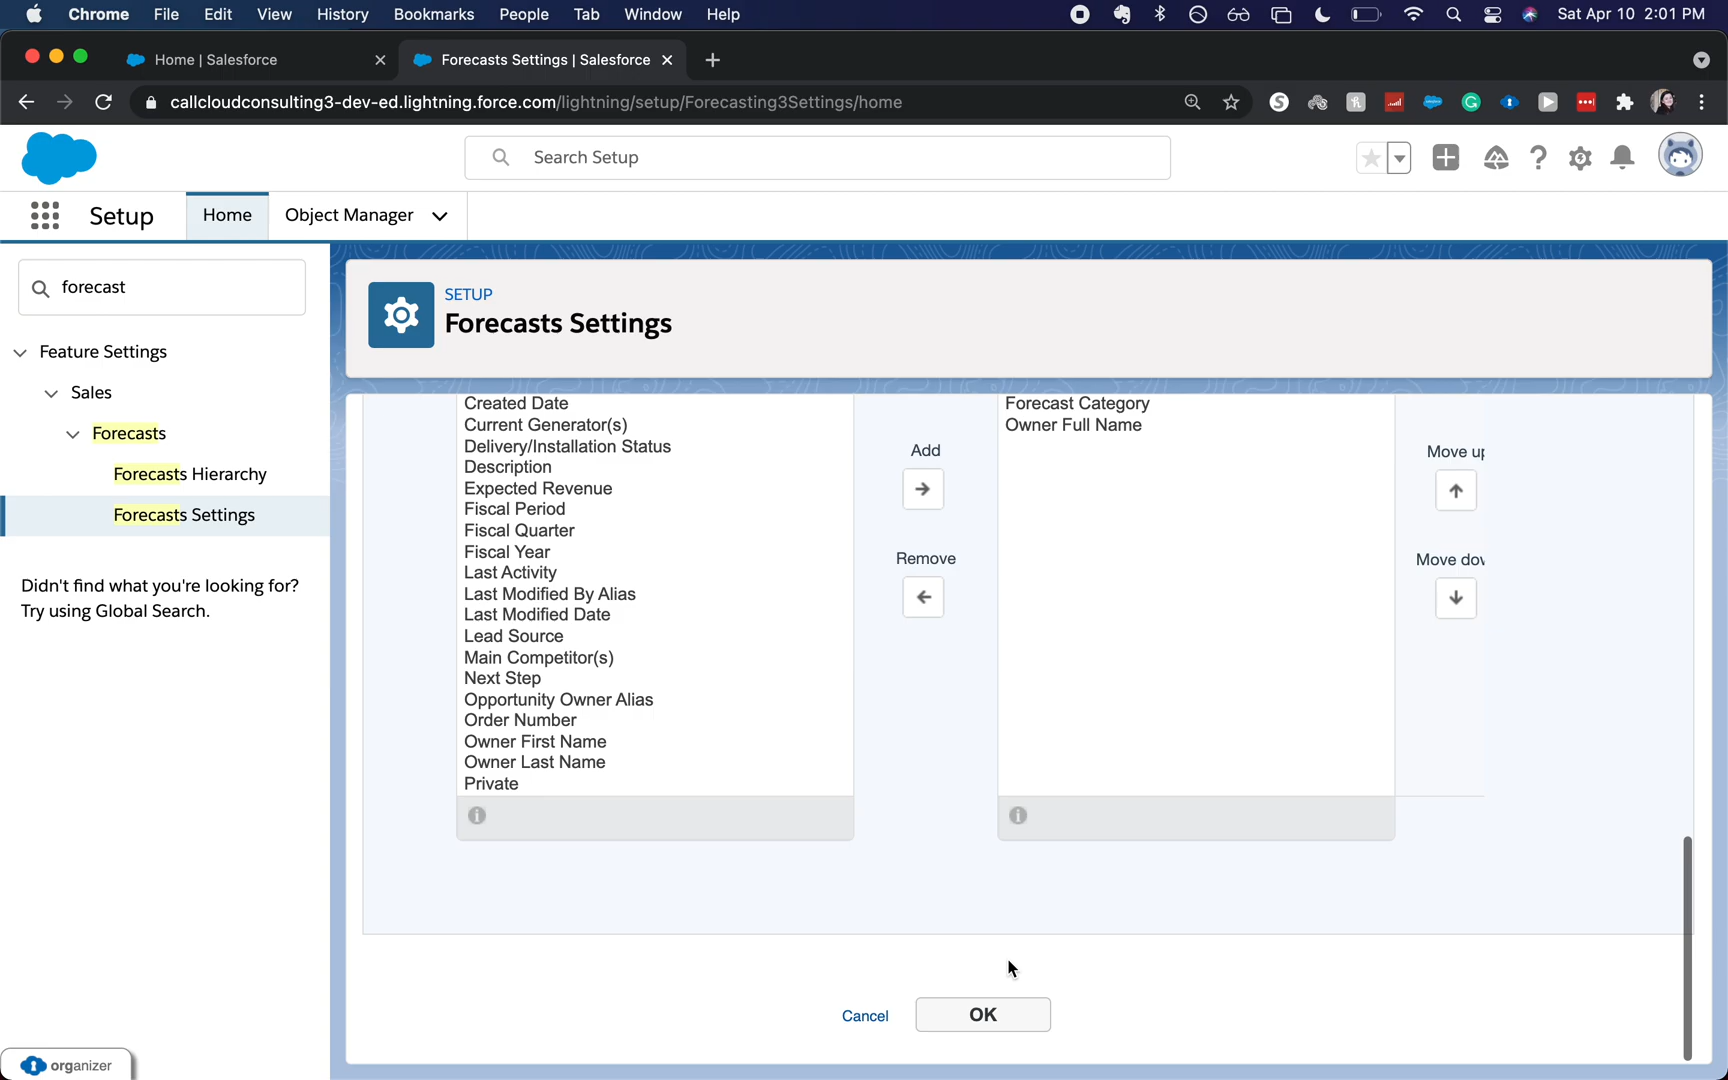 Chrome File Edit View History Bookmarks People Tab Window Help Sat Apr 10 2:01 PM
Home | Salesforce Forecasts Settings | Salesforce
callcloudconsulting3-dev-ed.lightning.force.com/lightning/setup/Forecasting3Settings/home
Search Setup
Setup Home Object Manager
forecast
Feature Settings
Sales
Forecasts
Forecasts Hierarchy
Forecasts Settings
Didn't find what you're looking for?
Try using Global Search.
SETUP
Forecasts Settings
Created Date
Current Generator(s)
Delivery/Installation Status
Description
Expected Revenue
Fiscal Period
Fiscal Quarter
Fiscal Year
Last Activity
Last Modified By Alias
Last Modified Date
Lead Source
Main Competitor(s)
Next Step
Opportunity Owner Alias
Order Number
Owner First Name
Owner Last Name
Private
Add
Remove
Forecast Category
Owner Full Name
Move up
Move dow
Cancel OK
organizer